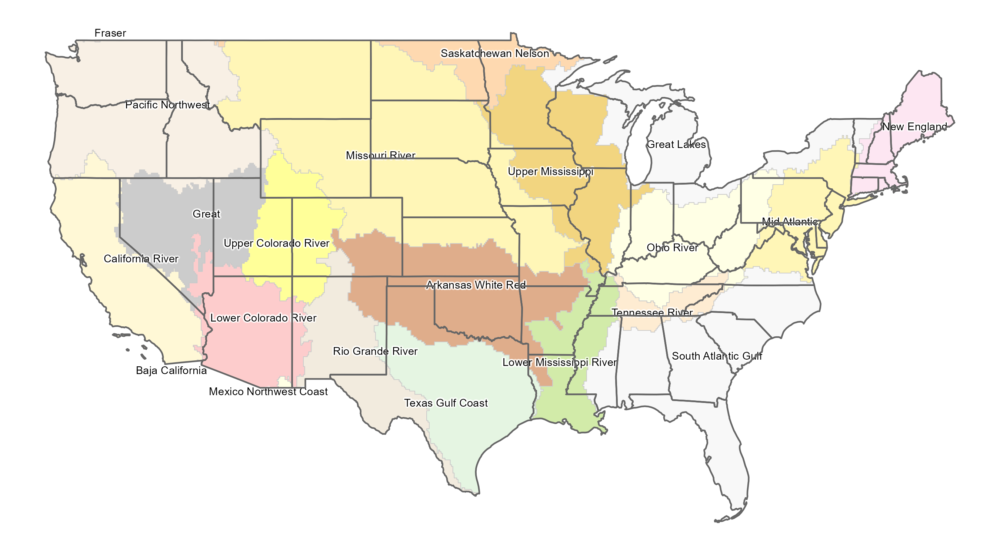 Fraser
Saskatchewan Nelson
Pacific Northwest
New England
Great Lakes
Missouri River
Upper Mississippi
Great
Mid Atlantic
Upper Colorado River
Ohio River
California River
Arkansas White Red
Tennessee River
Lower Colorado River
Rio Grande River
South Atlantic Gulf
Lower Mississippi River
Baja California
Mexico Northwest Coast
Texas Gulf Coast